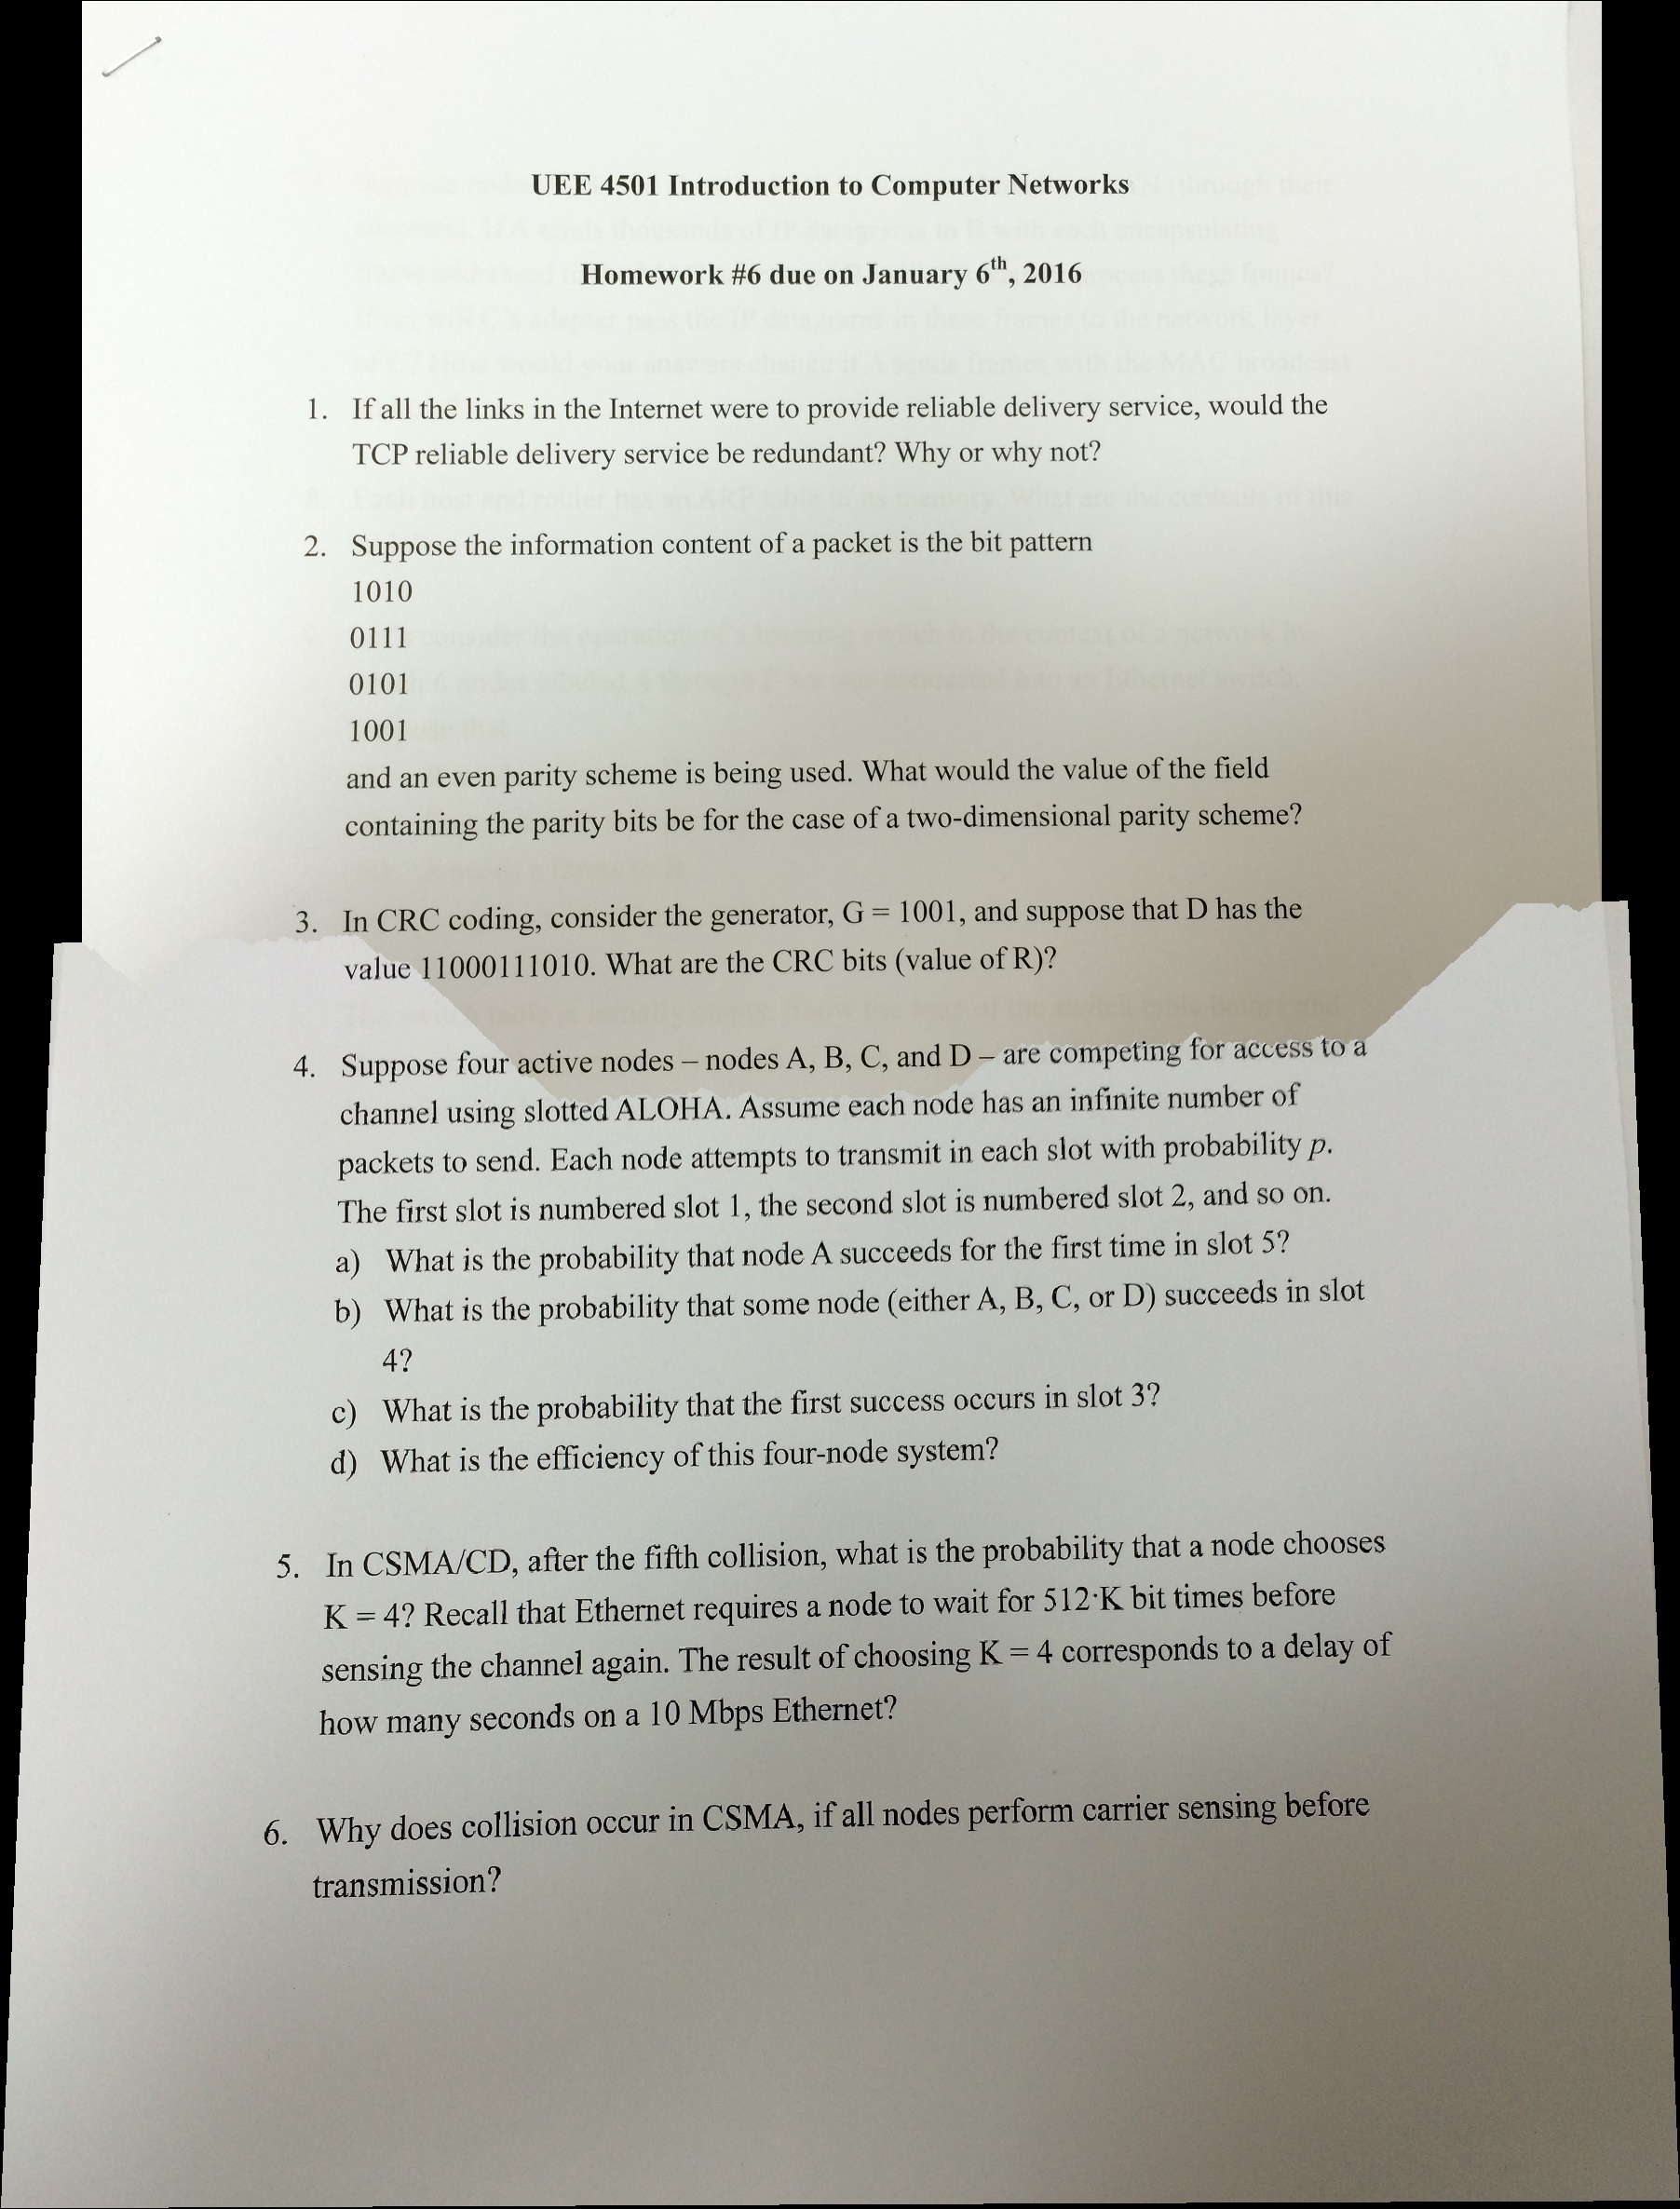 UEE 4501 Introduction to Computer Networks
Homework #6 due on January 6th, 2016
1. If all the links in the Internet were to provide reliable delivery service, would the
TCP reliable delivery service be redundant? Why or why not?
2. Suppose the information content of a packet is the bit pattern
1010
0111
0101
1001
and an even parity scheme is being used. What would the value of the field
containing the parity bits be for the case of a two-dimensional parity scheme?
3. In CRC coding, consider the generator, G = 1001, and suppose that D has the
value 11000111010. What are the CRC bits (value of R)?
4. Suppose four active nodes – nodes A, B, C, and D – are competing for access to a
channel using slotted ALOHA. Assume each node has an infinite number of
packets to send. Each node attempts to transmit in each slot with probability p.
The first slot is numbered slot 1, the second slot is numbered slot 2, and so on.
a) What is the probability that node A succeeds for the first time in slot 5?
b) What is the probability that some node (either A, B, C, or D) succeeds in slot
4?
c) What is the probability that the first success occurs in slot 3?
d) What is the efficiency of this four-node system?
5. In CSMA/CD, after the fifth collision, what is the probability that a node chooses
K = 4? Recall that Ethernet requires a node to wait for 512·K bit times before
sensing the channel again. The result of choosing K = 4 corresponds to a delay of
how many seconds on a 10 Mbps Ethernet?
6. Why does collision occur in CSMA, if all nodes perform carrier sensing before
transmission?